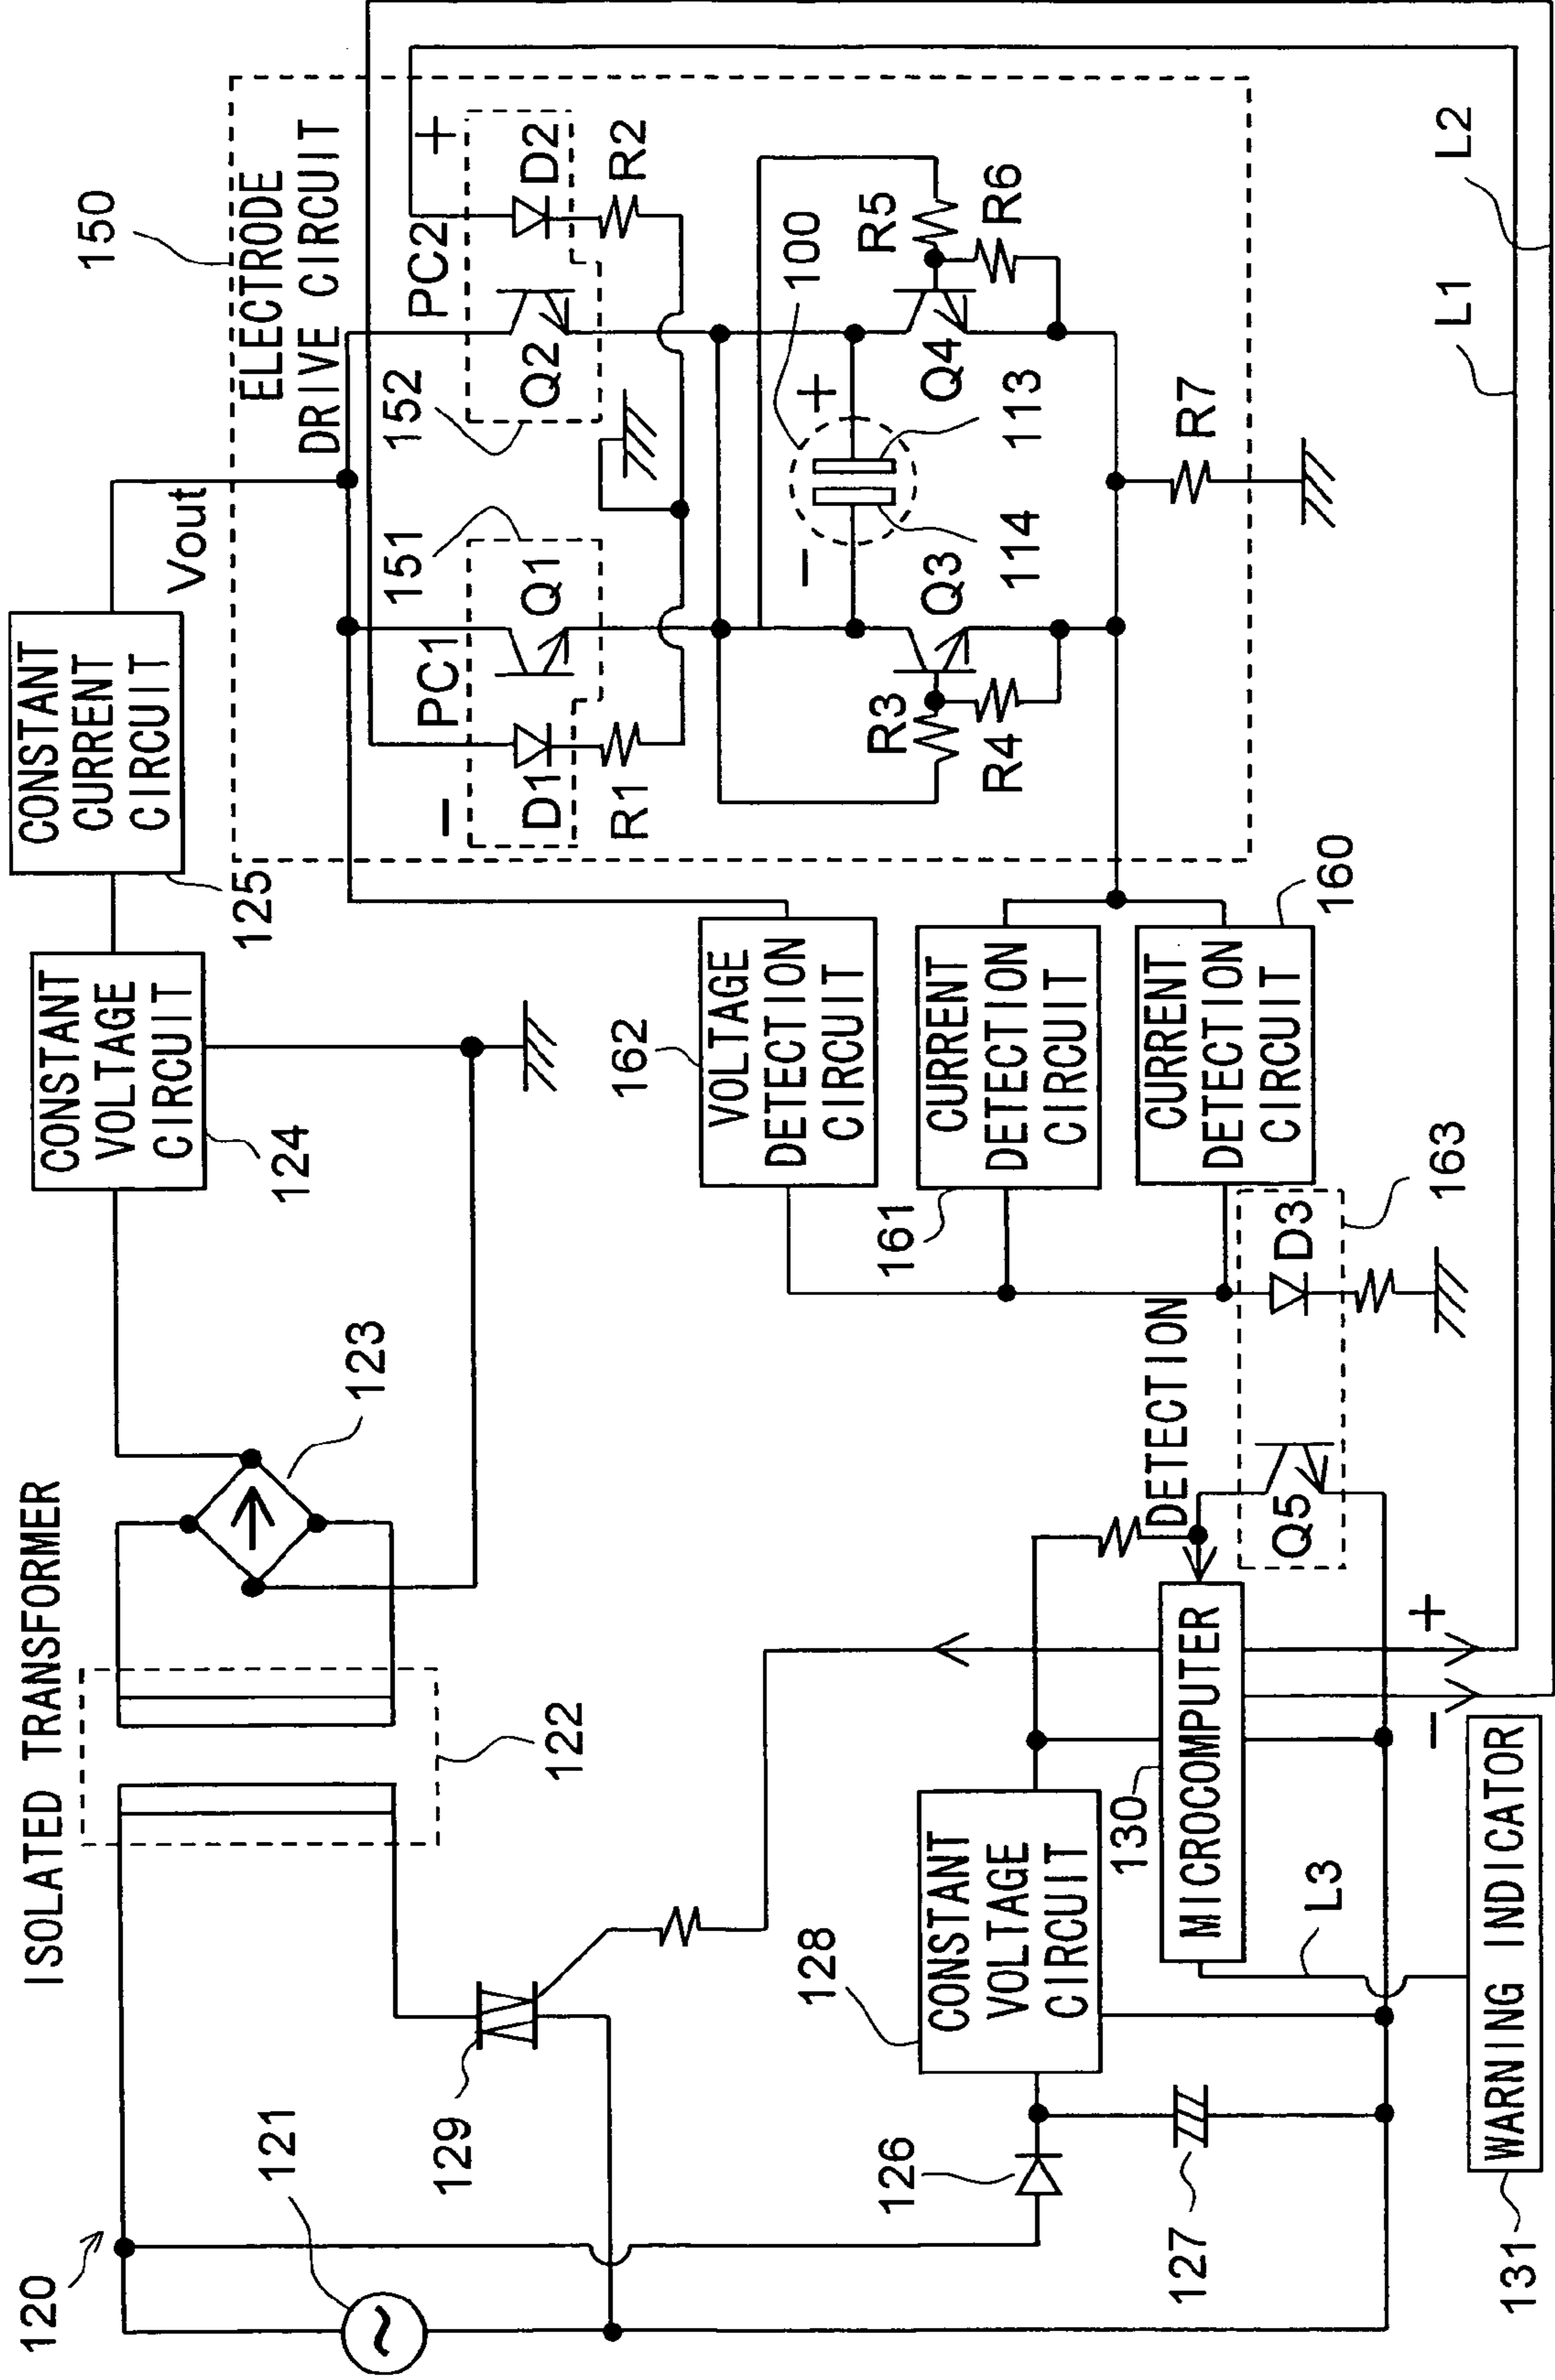 120
121
ISOLATED TRANSFORMER
122
123
129
CONSTANT
VOLTAGE
CIRCUIT
124
CONSTANT
CURRENT
CIRCUIT
125
Vout
150
ELECTRODE
DRIVE CIRCUIT
PC1
−
D1
Q1
151
R1
PC2
+
D2
Q2
152
R2
100
−
+
114
113
R3
R4
Q3
R5
R6
Q4
R7
L1
L2
VOLTAGE
DETECTION
CIRCUIT
162
CURRENT
DETECTION
CIRCUIT
161
CURRENT
DETECTION
CIRCUIT
160
DETECTION
D3
Q5
163
126
127
CONSTANT
VOLTAGE
CIRCUIT
128
MICROCOMPUTER
130
−
+
L3
WARNING INDICATOR
131